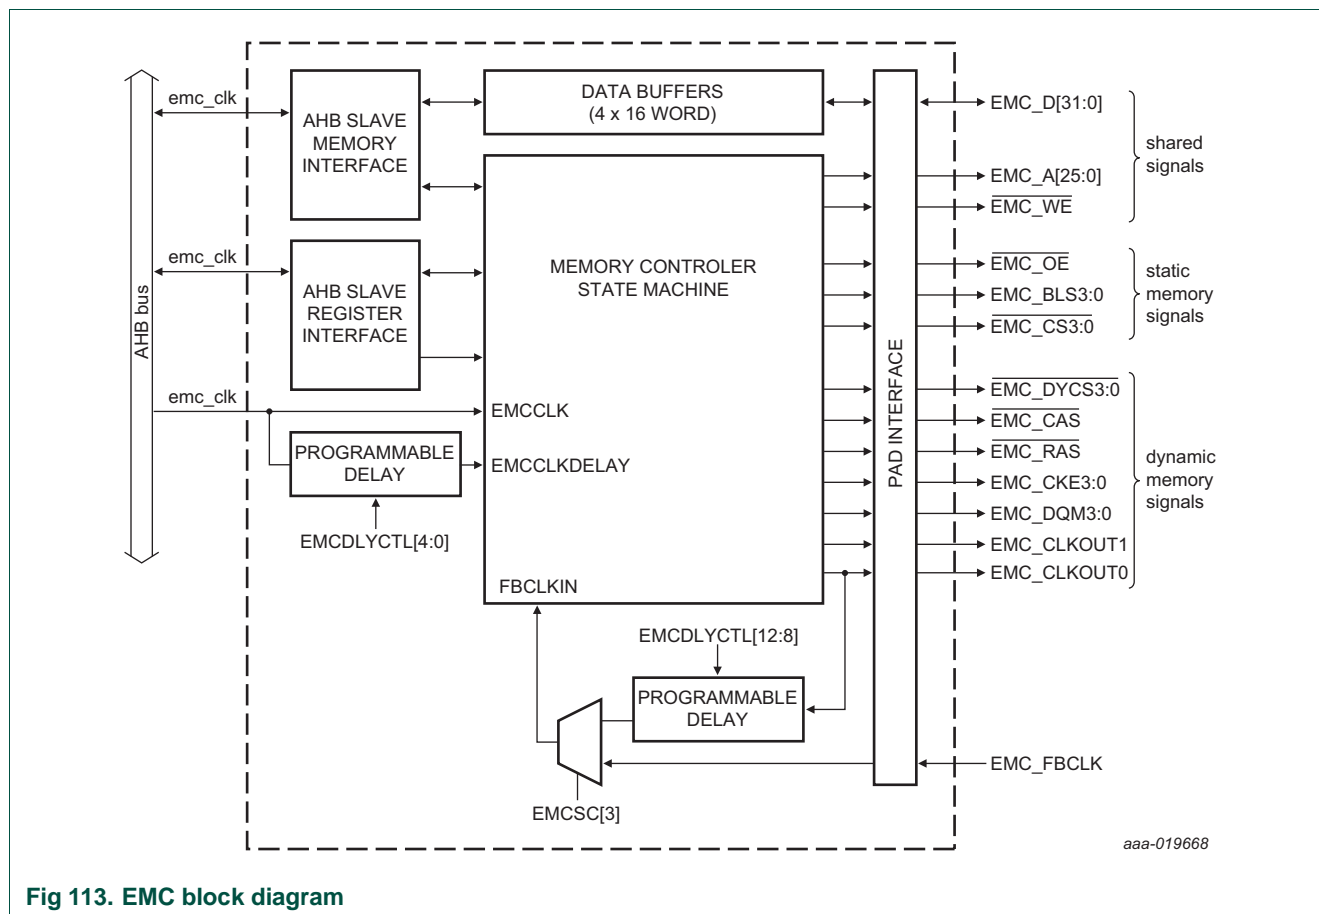 emc_clk
AHB SLAVE
MEMORY
INTERFACE
DATA BUFFERS
(4 x 16 WORD)
EMC_D[31:0]
EMC_A[25:0]
EMC_WE
shared
signals
emc_clk
AHB SLAVE
REGISTER
INTERFACE
MEMORY CONTROLER
STATE MACHINE
EMC_OE
EMC_BLS3:0
EMC_CS3:0
static
memory
signals
AHB bus
PAD INTERFACE
emc_clk
EMCCLK
PROGRAMMABLE
DELAY
EMCCLKDELAY
EMCDLYCTL[4:0]
FBCLKIN
EMC_DYCS3:0
EMC_CAS
EMC_RAS
EMC_CKE3:0
EMC_DQM3:0
EMC_CLKOUT1
EMC_CLKOUT0
dynamic
memory
signals
EMCDLYCTL[12:8]
PROGRAMMABLE
DELAY
EMC_FBCLK
EMCSC[3]
aaa-019668
Fig 113. EMC block diagram